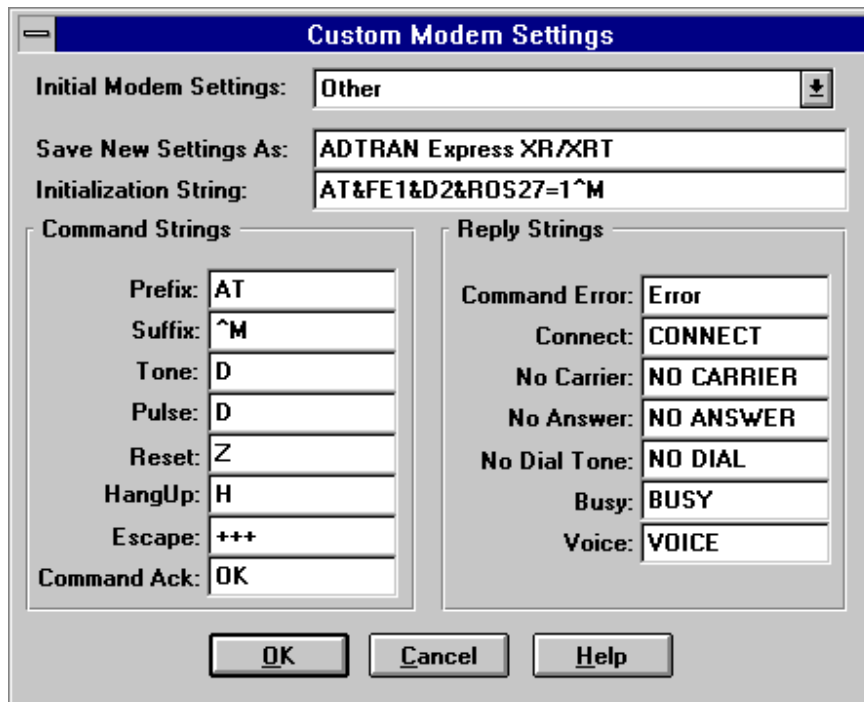 Custom Modem Settings
Initial Modem Settings: Other
Save New Settings As: ADTRAN Express XR/XRT
Initialization String: AT&FE1&D2&R0S27=1^M
Command Strings
Prefix: AT
Suffix: ^M
Tone: D
Pulse: D
Reset: Z
HangUp: H
Escape: +++
Command Ack: OK
Reply Strings
Command Error: Error
Connect: CONNECT
No Carrier: NO CARRIER
No Answer: NO ANSWER
No Dial Tone: NO DIAL
Busy: BUSY
Voice: VOICE
OK Cancel Help